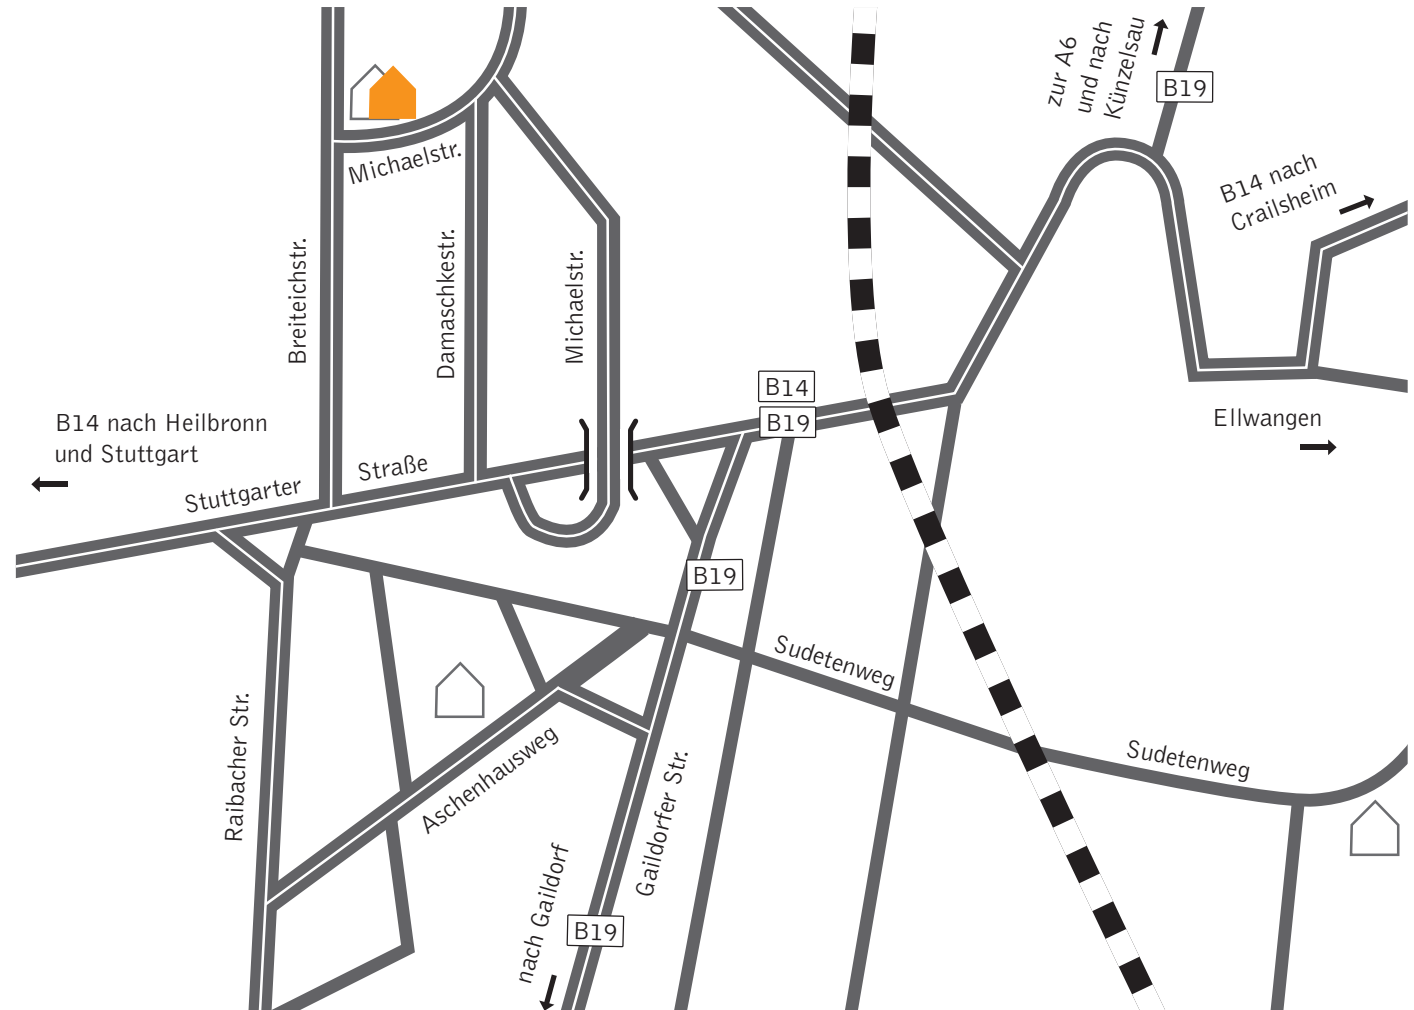 zur A6
und nach
Künzelsau
B19
B14 nach
Crailsheim
Michaelstr.
Breiteichstr.
Damaschkestr.
Michaelstr.
B14
B19
Ellwangen
B14 nach Heilbronn
und Stuttgart
Stuttgarter Straße
B19
Sudetenweg
Sudetenweg
Raibacher Str.
Aschenhausweg
Gaildorfer Str.
nach Gaildorf
B19